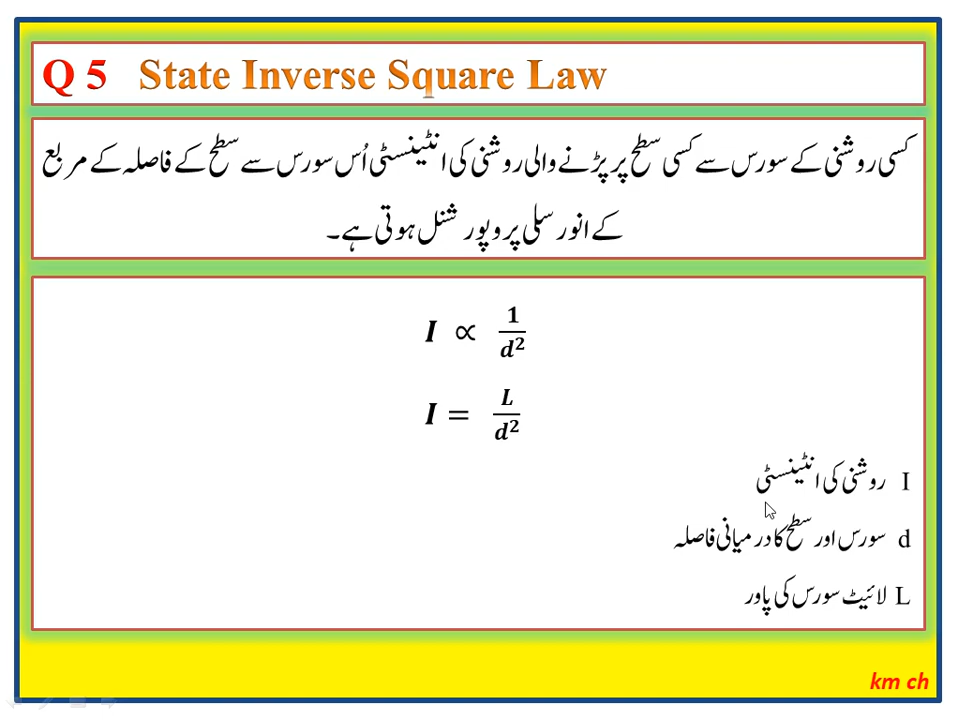 Q 5 State Inverse Square Law
کسی روشنی کے سورس سے کسی سطح پر پڑنے والی روشنی کی انٹینسٹی اُس سورس سے سطح کے فاصلہ کے مربع
کے انورسلی پروپورشنل ہوتی ہے۔
I ∝ 1/d²
I = L/d²
I روشنی کی انٹینسٹی
d سورس اور سطح کا درمیانی فاصلہ
L لائیٹ سورس کی پاور
km ch